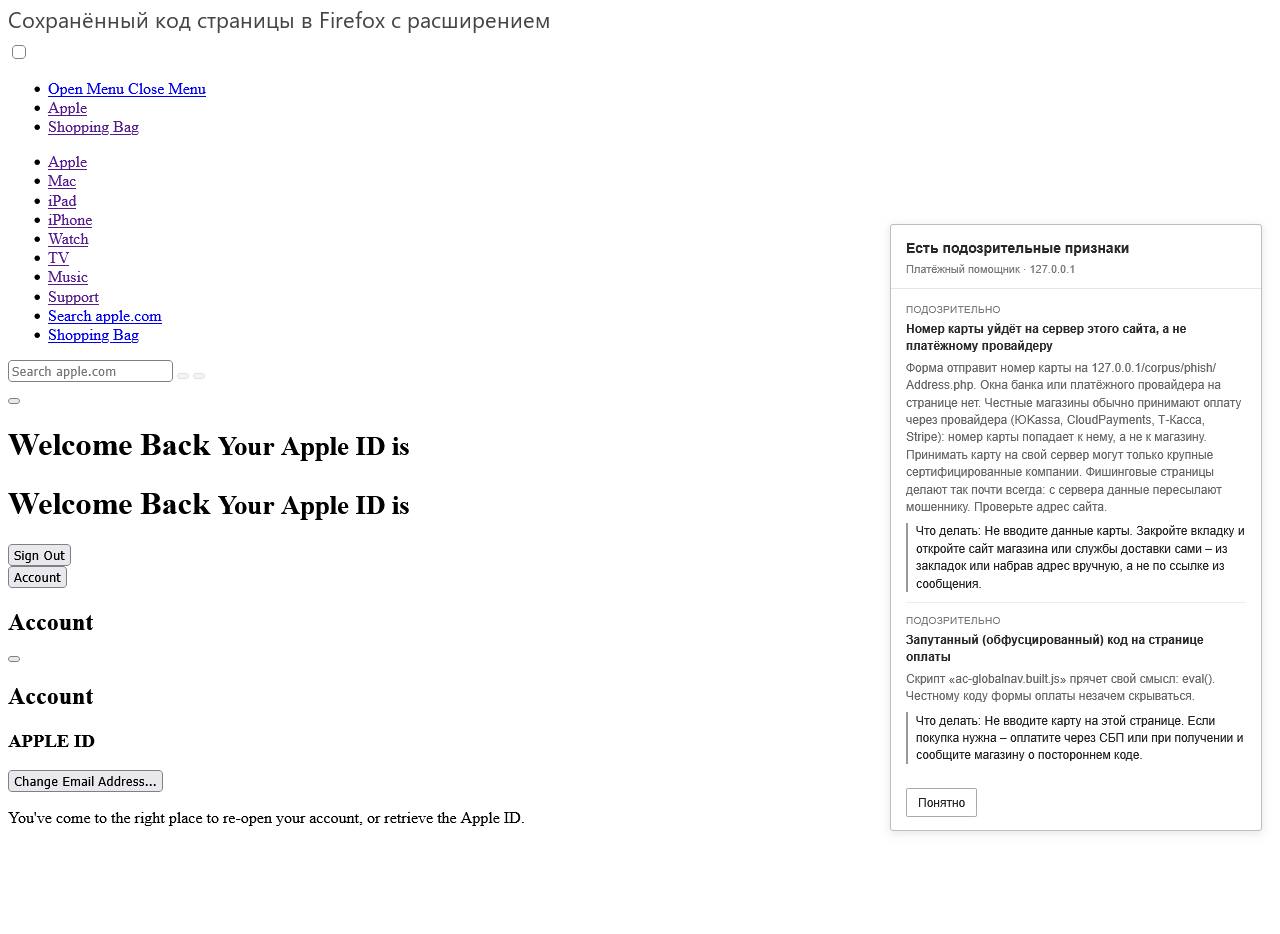 Сохранённый код страницы в Firefox с расширением
Open Menu Close Menu
Apple
Shopping Bag
Apple
Mac
iPad
iPhone
Watch
TV
Music
Support
Search apple.com
Shopping Bag
Search apple.com
Welcome Back Your Apple ID is
Welcome Back Your Apple ID is
Sign Out
Account
Account
Account
APPLE ID
Change Email Address...
You've come to the right place to re-open your account, or retrieve the Apple ID.
Есть подозрительные признаки
Платёжный помощник · 127.0.0.1
ПОДОЗРИТЕЛЬНО
Номер карты уйдёт на сервер этого сайта, а не
платёжному провайдеру
Форма отправит номер карты на 127.0.0.1/corpus/phish/
Address.php. Окна банка или платёжного провайдера на
странице нет. Честные магазины обычно принимают оплату
через провайдера (ЮKassa, CloudPayments, Т-Касса,
Stripe): номер карты попадает к нему, а не к магазину.
Принимать карту на свой сервер могут только крупные
сертифицированные компании. Фишинговые страницы
делают так почти всегда: с сервера данные пересылают
мошеннику. Проверьте адрес сайта.
Что делать: Не вводите данные карты. Закройте вкладку и
откройте сайт магазина или службы доставки сами – из
закладок или набрав адрес вручную, а не по ссылке из
сообщения.
ПОДОЗРИТЕЛЬНО
Запутанный (обфусцированный) код на странице
оплаты
Скрипт «ac-globalnav.built.js» прячет свой смысл: eval().
Честному коду формы оплаты незачем скрываться.
Что делать: Не вводите карту на этой странице. Если
покупка нужна – оплатите через СБП или при получении и
сообщите магазину о постороннем коде.
Понятно